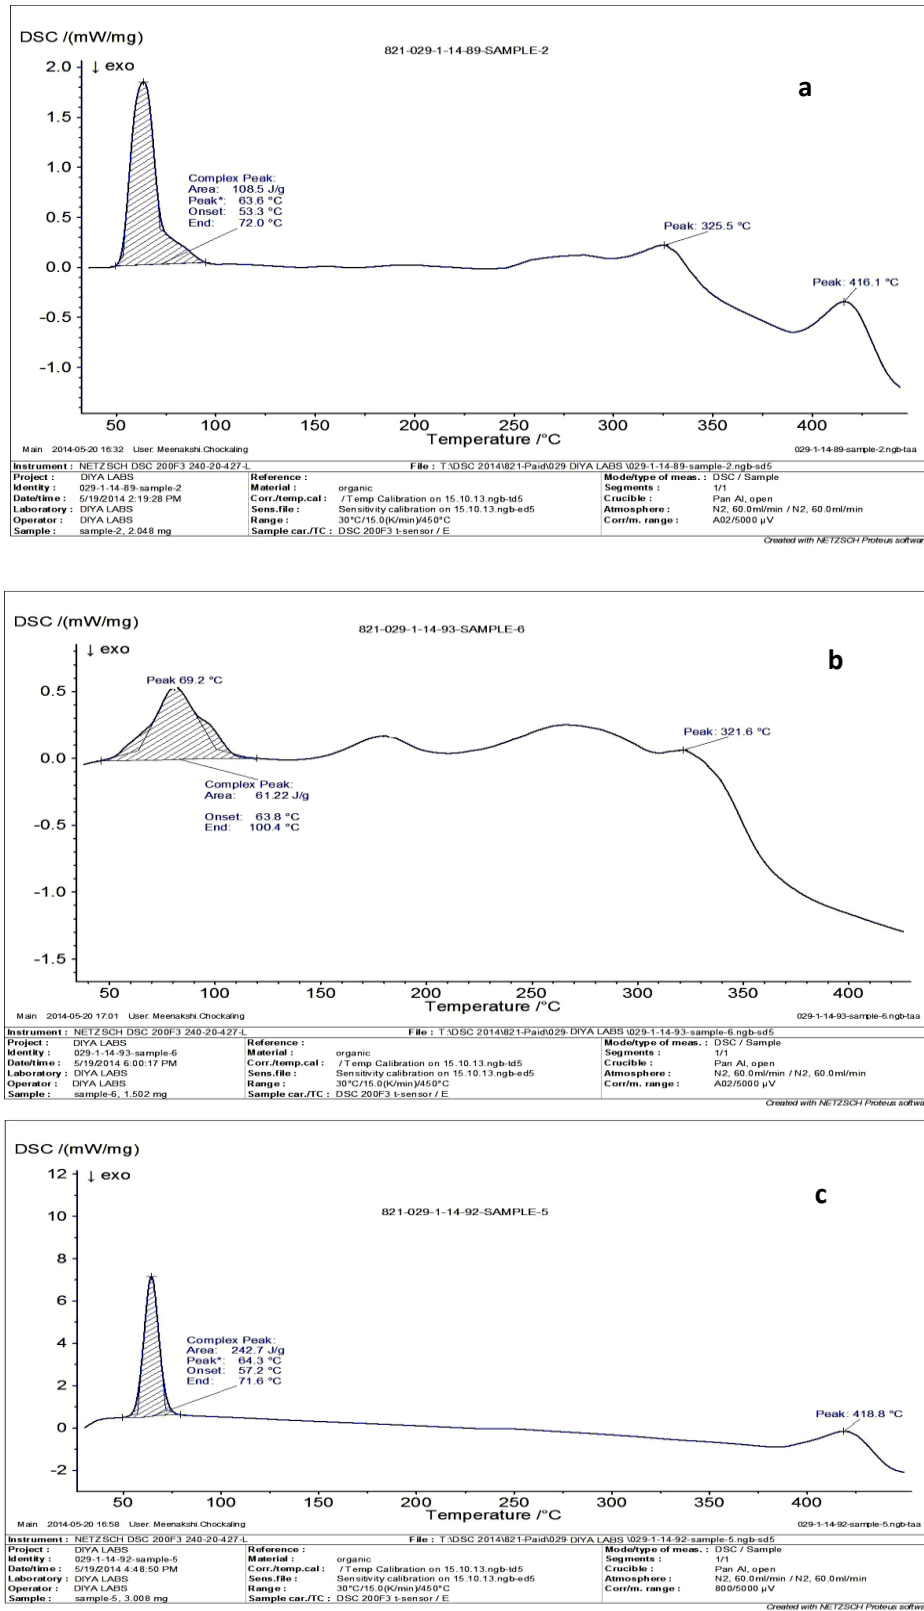 DSC /(mW/mg)
821-029-1-14-89-SAMPLE-2
↓ exo
a
2.0
1.5
1.0
0.5
0.0
-0.5
-1.0
Complex Peak:
Area: 108.5 J/g
Peak*: 63.6 °C
Onset: 53.3 °C
End: 72.0 °C
Peak: 325.5 °C
Peak: 416.1 °C
50 100 150 200 250 300 350 400
Temperature /°C
Main 2014-05-20 16:32 User: Meenakshi.Chockaling 029-1-14-89-sample-2.ngb-taa
Instrument : NETZSCH DSC 200F3 240-20-427-L File : T:\DSC 2014\821-Paid\029-DIYA LABS \029-1-14-89-sample-2.ngb-sd5
Project : DIYA LABS Reference : Mode/type of meas. : DSC / Sample
Identity : 029-1-14-89-sample-2 Material : organic Segments : 1/1
Date/time : 5/19/2014 2:19:28 PM Corr./temp.cal : / Temp Calibration on 15.10.13.ngb-td5 Crucible : Pan Al, open
Laboratory : DIYA LABS Sens.file : Sensitivity calibration on 15.10.13.ngb-ed5 Atmosphere : N2, 60.0ml/min / N2, 60.0ml/min
Operator : DIYA LABS Range : 30°C/15.0(K/min)/450°C Corr/m. range : A02/5000 µV
Sample : sample-2, 2.048 mg Sample car./TC : DSC 200F3 t-sensor / E
Created with NETZSCH Proteus software
DSC /(mW/mg)
821-029-1-14-93-SAMPLE-6
↓ exo
b
0.5
0.0
-0.5
-1.0
-1.5
Peak 69.2 °C
Complex Peak:
Area: 61.22 J/g
Onset: 63.8 °C
End: 100.4 °C
Peak: 321.6 °C
50 100 150 200 250 300 350 400
Temperature /°C
Main 2014-05-20 17:01 User: Meenakshi.Chockaling 029-1-14-93-sample-6.ngb-taa
Instrument : NETZSCH DSC 200F3 240-20-427-L File : T:\DSC 2014\821-Paid\029-DIYA LABS \029-1-14-93-sample-6.ngb-sd5
Project : DIYA LABS Reference : Mode/type of meas. : DSC / Sample
Identity : 029-1-14-93-sample-6 Material : organic Segments : 1/1
Date/time : 5/19/2014 6:00:17 PM Corr./temp.cal : / Temp Calibration on 15.10.13.ngb-td5 Crucible : Pan Al, open
Laboratory : DIYA LABS Sens.file : Sensitivity calibration on 15.10.13.ngb-ed5 Atmosphere : N2, 60.0ml/min / N2, 60.0ml/min
Operator : DIYA LABS Range : 30°C/15.0(K/min)/450°C Corr/m. range : A02/5000 µV
Sample : sample-6, 1.502 mg Sample car./TC : DSC 200F3 t-sensor / E
Created with NETZSCH Proteus softwa
DSC /(mW/mg)
↓ exo
c
821-029-1-14-92-SAMPLE-5
12
10
8
6
4
2
0
-2
Complex Peak:
Area: 242.7 J/g
Peak*: 64.3 °C
Onset: 57.2 °C
End: 71.6 °C
Peak: 418.8 °C
50 100 150 200 250 300 350 400
Temperature /°C
Main 2014-05-20 16:58 User: Meenakshi.Chockaling 029-1-14-92-sample-5.ngb-taa
Instrument : NETZSCH DSC 200F3 240-20-427-L File : T:\DSC 2014\821-Paid\029-DIYA LABS \029-1-14-92-sample-5.ngb-sd5
Project : DIYA LABS Reference : Mode/type of meas. : DSC / Sample
Identity : 029-1-14-92-sample-5 Material : organic Segments : 1/1
Date/time : 5/19/2014 4:48:50 PM Corr./temp.cal : / Temp Calibration on 15.10.13.ngb-td5 Crucible : Pan Al, open
Laboratory : DIYA LABS Sens.file : Sensitivity calibration on 15.10.13.ngb-ed5 Atmosphere : N2, 60.0ml/min / N2, 60.0ml/min
Operator : DIYA LABS Range : 30°C/15.0(K/min)/450°C Corr/m. range : 800/5000 µV
Sample : sample-5, 3.008 mg Sample car./TC : DSC 200F3 t-sensor / E
Created with NETZSCH Proteus software